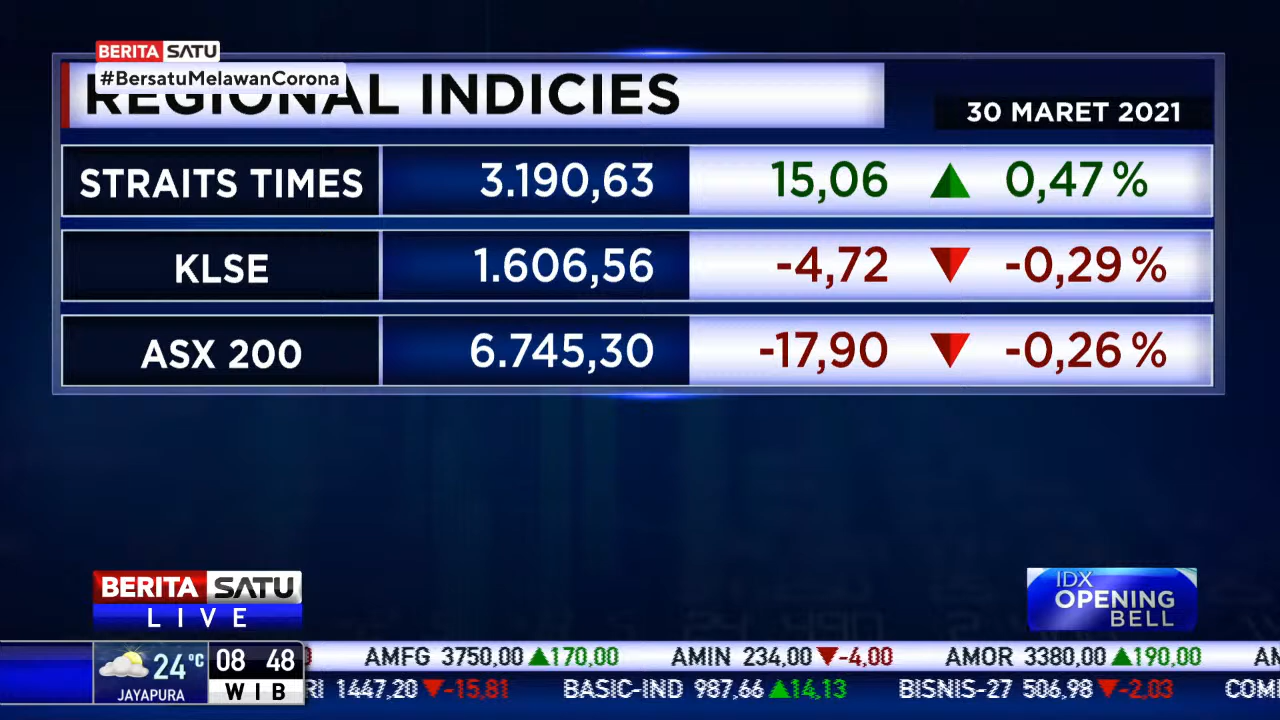 BERITA SATU
#BersatuMelawanCorona
REGIONAL INDICIES
30 MARET 2021
STRAITS TIMES 3.190,63 15,06 ▲ 0,47 %
KLSE 1.606,56 -4,72 ▼ -0,29 %
ASX 200 6.745,30 -17,90 ▼ -0,26 %
BERITA SATU
LIVE
IDX
OPENING
BELL
24°C
JAYAPURA
08 48
WIB
AMFG 3750,00 ▲170,00 AMIN 234,00 ▼-4,00 AMOR 3380,00 ▲190,00
RI 1447,20 ▼-15,81 BASIC-IND 987,66 ▲14,13 BISNIS-27 506,98 ▼-2,03 COM